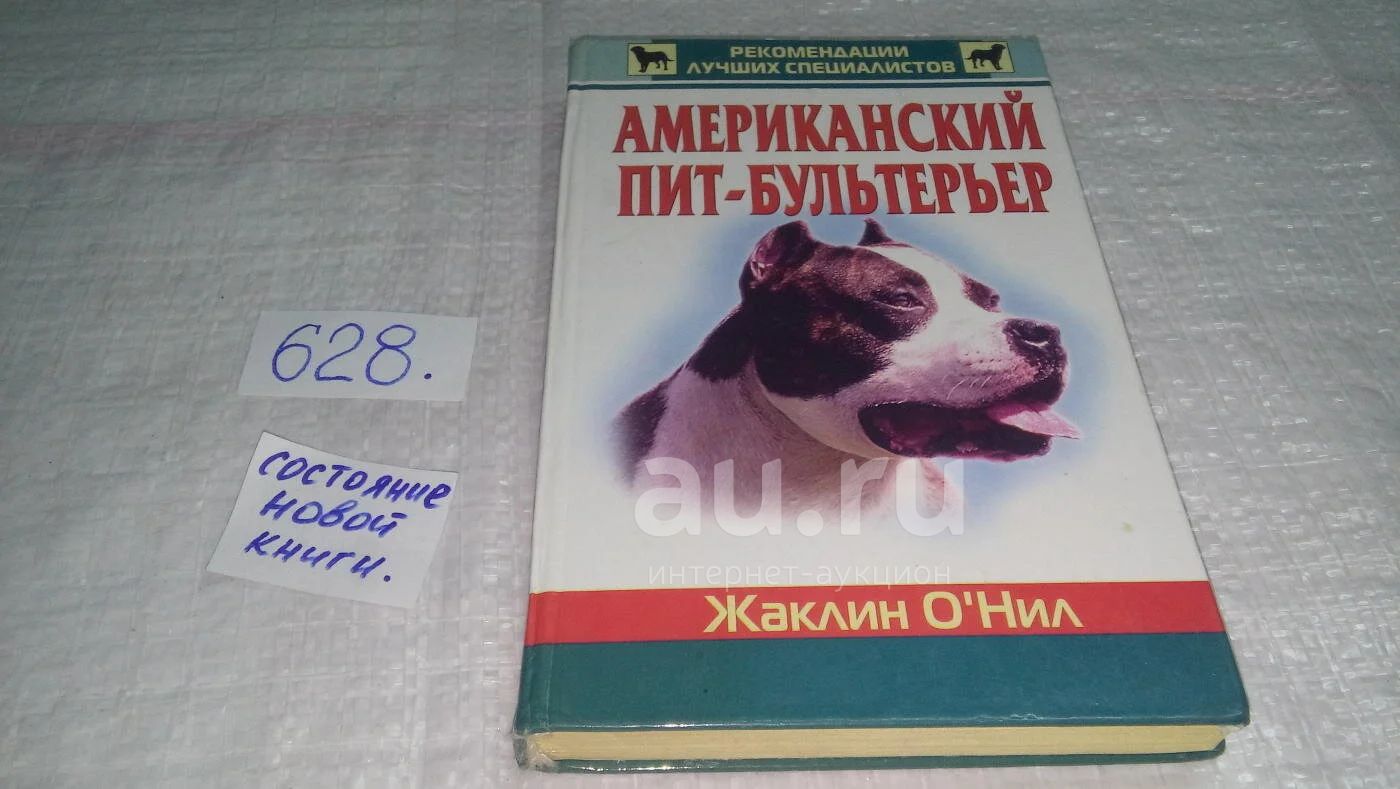 РЕКОМЕНДАЦИИ
ЛУЧШИХ СПЕЦИАЛИСТОВ
АМЕРИКАНСКИЙ
ПИТ-БУЛЬТЕРЬЕР
628.
СОСТОЯНИЕ
НОВОЙ
КНИГИ.
au.ru
интернет-аукцион
Жаклин О'Нил